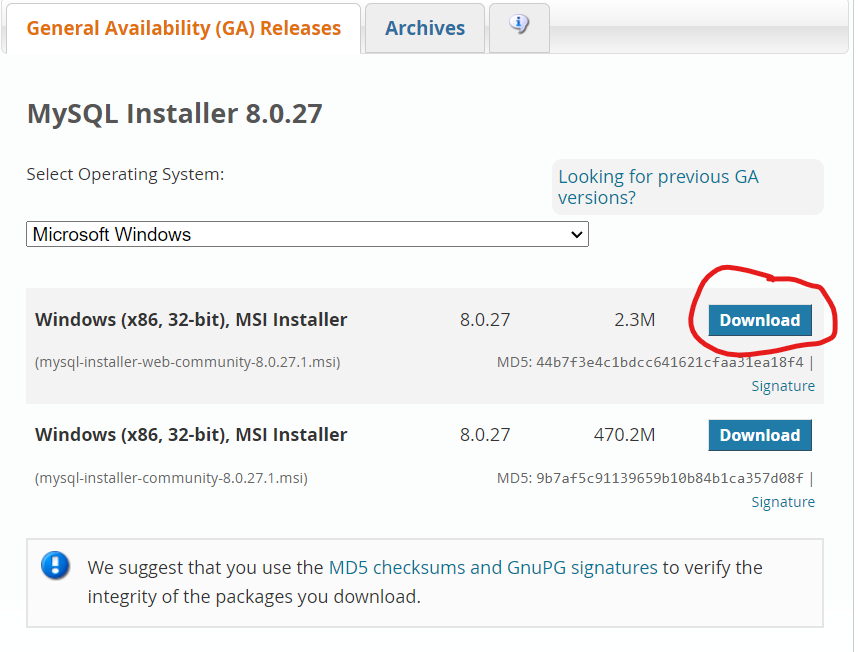 General Availability (GA) Releases
Archives
MySQL Installer 8.0.27
Select Operating System:
Looking for previous GA
versions?
Microsoft Windows
Windows (x86, 32-bit), MSI Installer 8.0.27 2.3M Download
(mysql-installer-web-community-8.0.27.1.msi) MD5: 44b7f3e4c1bdcc641621cfaa31ea18f4 |
Signature
Windows (x86, 32-bit), MSI Installer 8.0.27 470.2M Download
(mysql-installer-community-8.0.27.1.msi) MD5: 9b7af5c91139659b10b84b1ca357d08f |
Signature
We suggest that you use the MD5 checksums and GnuPG signatures to verify the
integrity of the packages you download.